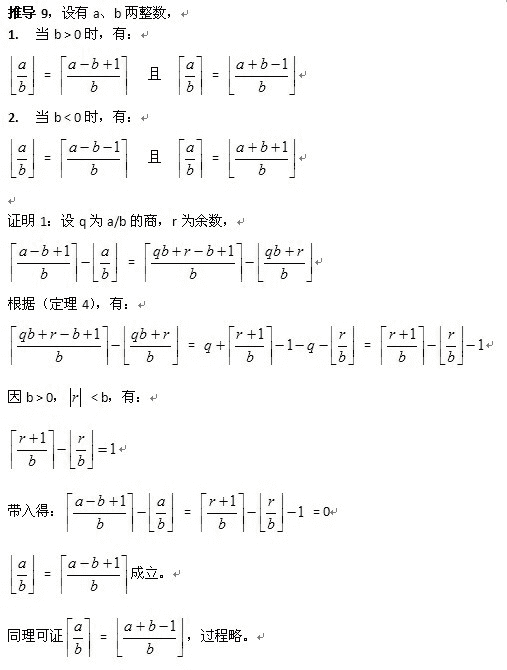 推导 9，设有 a、b 两整数，↵
1. 当 b > 0 时，有：↵
⌊a/b⌋ = ⌈(a−b+1)/b⌉ 且 ⌈a/b⌉ = ⌊(a+b−1)/b⌋↵
2. 当 b < 0 时，有：↵
⌊a/b⌋ = ⌈(a−b−1)/b⌉ 且 ⌈a/b⌉ = ⌊(a+b+1)/b⌋↵
↵
证明 1：设 q 为 a/b 的商，r 为余数，↵
⌈(a−b+1)/b⌉−⌊a/b⌋ = ⌈(qb+r−b+1)/b⌉−⌊(qb+r)/b⌋↵
根据（定理 4），有：↵
⌈(qb+r−b+1)/b⌉−⌊(qb+r)/b⌋ = q+⌈(r+1)/b⌉−1−q−⌊r/b⌋ = ⌈(r+1)/b⌉−⌊r/b⌋−1↵
因 b > 0，|r| < b，有：↵
⌈(r+1)/b⌉−⌊r/b⌋=1↵
带入得：⌈(a−b+1)/b⌉−⌊a/b⌋ = ⌈(r+1)/b⌉−⌊r/b⌋−1 = 0↵
⌊a/b⌋ = ⌈(a−b+1)/b⌉成立。↵
同理可证⌈a/b⌉ = ⌊(a+b−1)/b⌋，过程略。↵